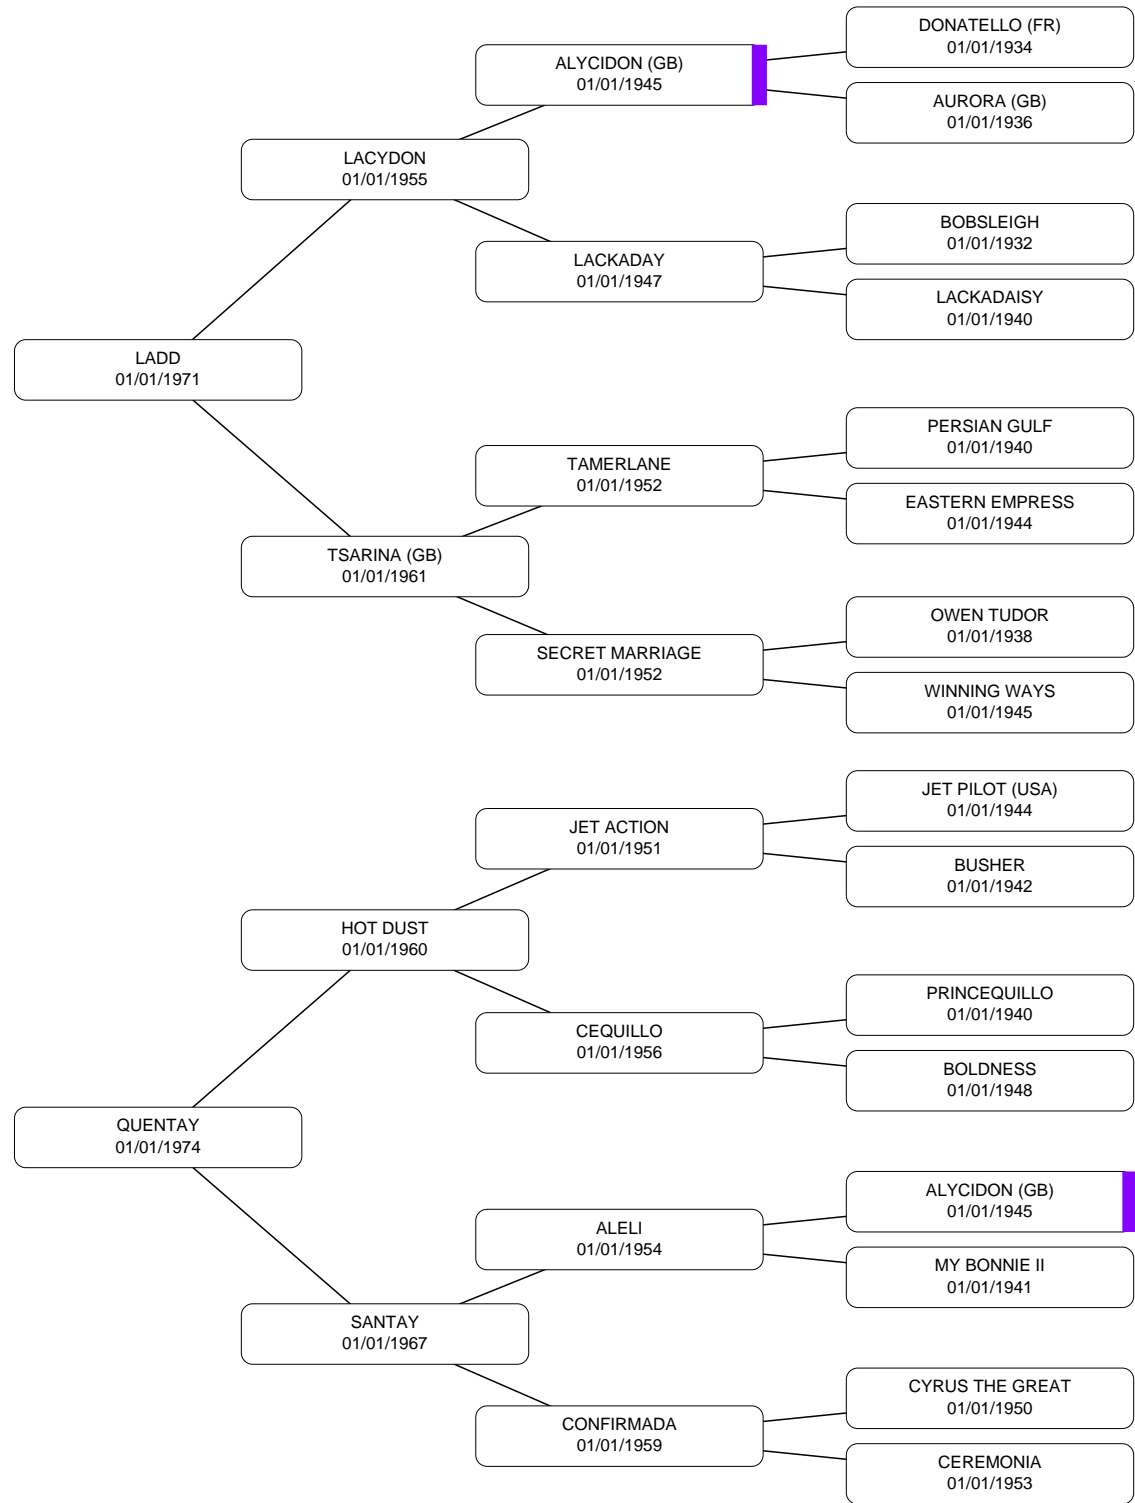 DONATELLO (FR)
01/01/1934
ALYCIDON (GB)
01/01/1945
AURORA (GB)
01/01/1936
LACYDON
01/01/1955
BOBSLEIGH
01/01/1932
LACKADAY
01/01/1947
LACKADAISY
01/01/1940
LADD
01/01/1971
PERSIAN GULF
01/01/1940
TAMERLANE
01/01/1952
EASTERN EMPRESS
01/01/1944
TSARINA (GB)
01/01/1961
OWEN TUDOR
01/01/1938
SECRET MARRIAGE
01/01/1952
WINNING WAYS
01/01/1945
JET PILOT (USA)
01/01/1944
JET ACTION
01/01/1951
BUSHER
01/01/1942
HOT DUST
01/01/1960
PRINCEQUILLO
01/01/1940
CEQUILLO
01/01/1956
BOLDNESS
01/01/1948
QUENTAY
01/01/1974
ALYCIDON (GB)
01/01/1945
ALELI
01/01/1954
MY BONNIE II
01/01/1941
SANTAY
01/01/1967
CYRUS THE GREAT
01/01/1950
CONFIRMADA
01/01/1959
CEREMONIA
01/01/1953